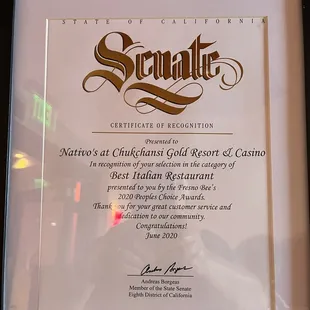 STATE OF CALIFORNIA
Senate
CERTIFICATE OF RECOGNITION
Presented to
Nativo's at Chukchansi Gold Resort & Casino
In recognition of your selection in the category of
Best Italian Restaurant
presented to you by the Fresno Bee's
2020 Peoples Choice Awards.
Thank you for your great customer service and
dedication to our community.
Congratulations!
June 2020
Andreas Borgeas
Andreas Borgeas
Member of the State Senate
Eighth District of California